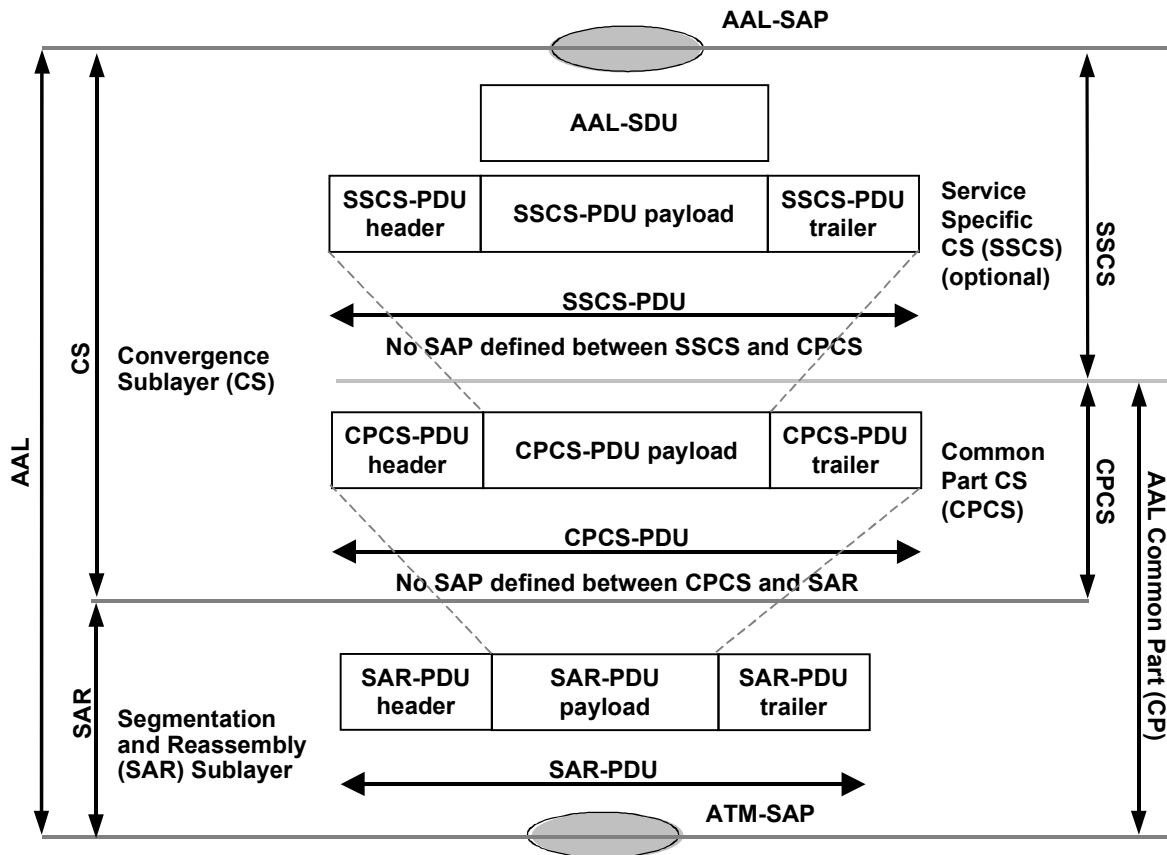 AAL-SAP
AAL-SDU
SSCS-PDU
header
SSCS-PDU payload
SSCS-PDU
trailer
Service
Specific
CS (SSCS)
(optional)
SSCS
SSCS-PDU
No SAP defined between SSCS and CPCS
CS
Convergence
Sublayer (CS)
AAL
CPCS-PDU
header
CPCS-PDU payload
CPCS-PDU
trailer
Common
Part CS
(CPCS)
CPCS
AAL Common Part (CP)
CPCS-PDU
No SAP defined between CPCS and SAR
SAR
Segmentation
and Reassembly
(SAR) Sublayer
SAR-PDU
header
SAR-PDU
payload
SAR-PDU
trailer
SAR-PDU
ATM-SAP